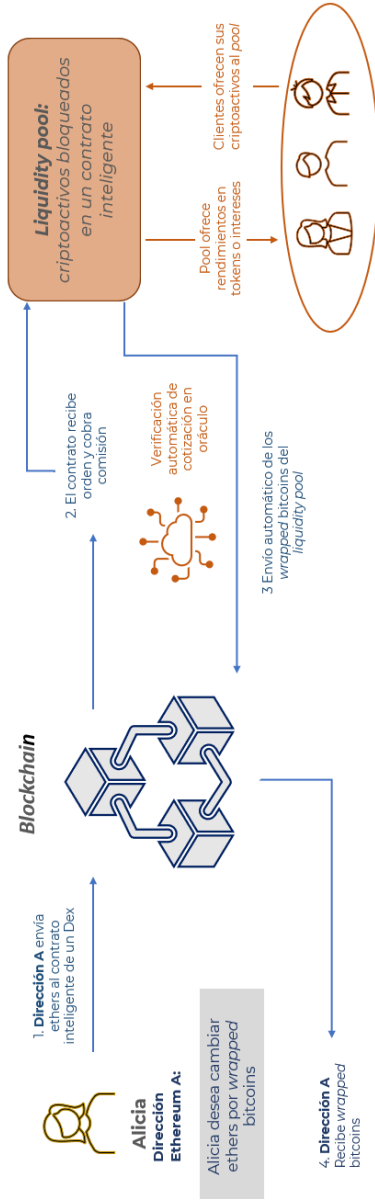 Alicia
Dirección
Ethereum A:
Alicia desea cambiar
ethers por wrapped
bitcoins
1. Dirección A envía
ethers al contrato
inteligente de un Dex
Blockchain
2. El contrato recibe
orden y cobra
comisión
Verificación
automática de
cotización en
oráculo
3 Envío automático de los
wrapped bitcoins del
liquidity pool
4. Dirección A
Recibe wrapped
bitcoins
Liquidity pool:
criptoactivos bloqueados
en un contrato
inteligente
Pool ofrece
rendimientos en
tokens o intereses
Clientes ofrecen sus
criptoactivos al pool